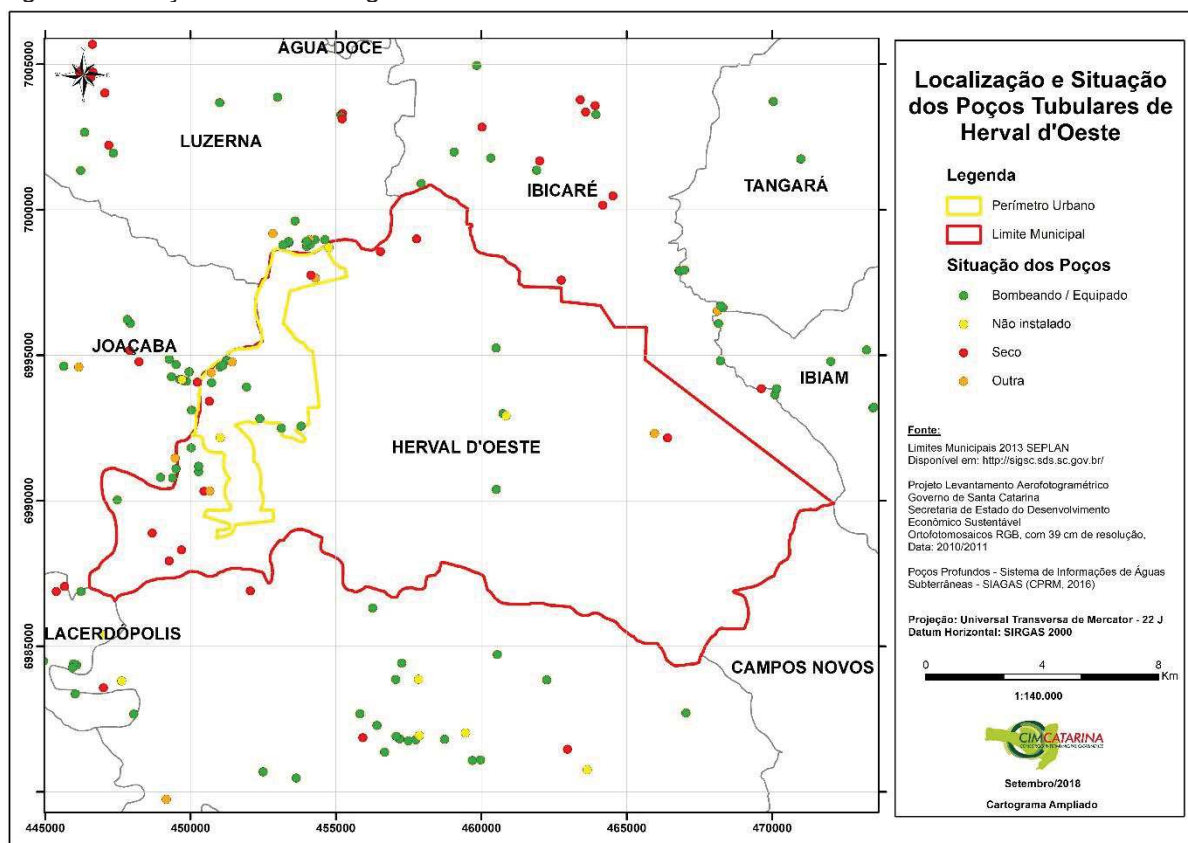 ÁGUA DOCE
LUZERNA
IBICARÉ
TANGARÁ
JOAÇABA
IBIAM
HERVAL D'OESTE
LACERDÓPOLIS
CAMPOS NOVOS
7005000
7000000
6995000
6990000
6985000
445000
450000
455000
460000
465000
470000
Localização e Situação
dos Poços Tubulares de
Herval d'Oeste
Legenda
Perímetro Urbano
Limite Municipal
Situação dos Poços
Bombeando / Equipado
Não instalado
Seco
Outra
Fonte:
Limites Municipais 2013 SEPLAN
Disponível em: http://sigsc.sds.sc.gov.br/
Projeto Levantamento Aerofotogramétrico
Governo de Santa Catarina
Secretaria de Estado do Desenvolvimento
Econômico Sustentável
Ortofotomosaicos RGB, com 39 cm de resolução,
Data: 2010/2011
Poços Profundos - Sistema de Informações de Águas
Subterrâneas - SIAGAS (CPRM, 2016)
Projeção: Universal Transversa de Mercator - 22 J
Datum Horizontal: SIRGAS 2000
0 4 8
Km
1:140.000
CIMCATARINA
Setembro/2018
Cartograma Ampliado